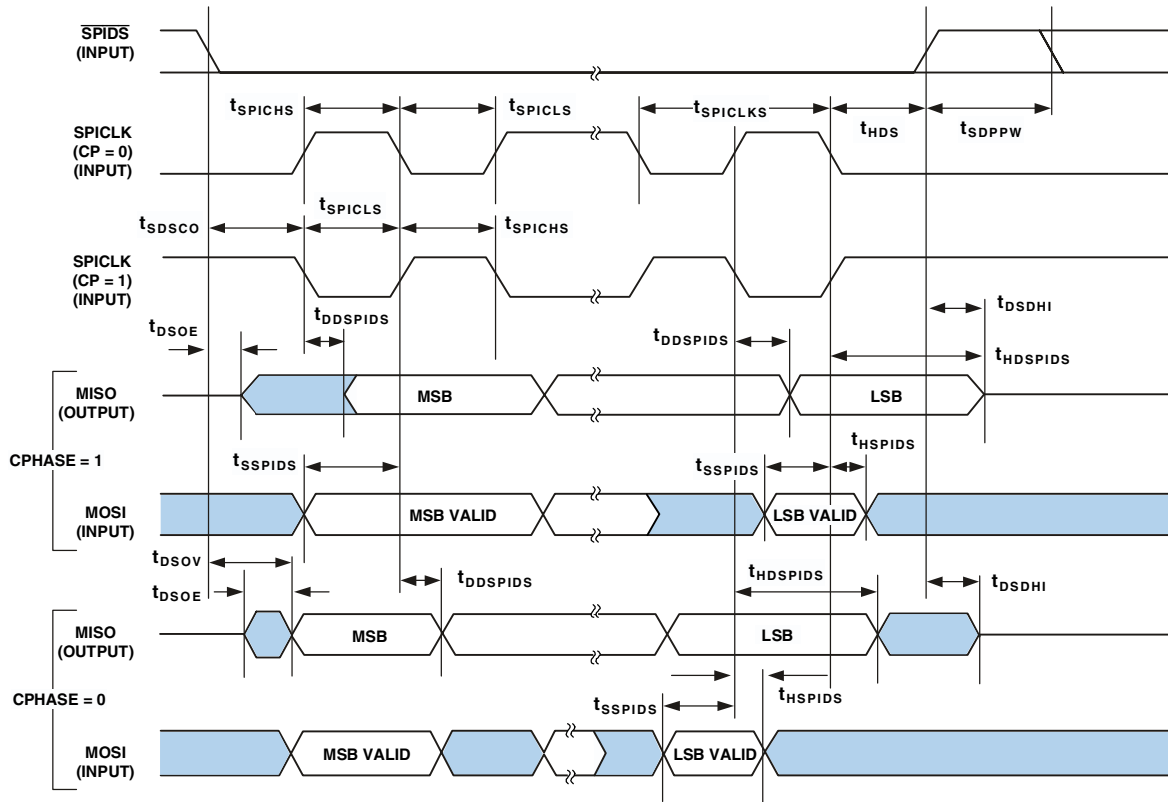 SPIDS
(INPUT)
tSPICHS
tSPICLS
tSPICLKS
tHDS
tSDPPW
SPICLK
(CP = 0)
(INPUT)
tSDSCO
tSPICLS
tSPICHS
SPICLK
(CP = 1)
(INPUT)
tDSOE
tDDSPIDS
tDDSPIDS
tDSDHI
tHDSPIDS
MISO
(OUTPUT)
MSB
LSB
CPHASE = 1
tSSPIDS
tSSPIDS
tHSPIDS
MOSI
(INPUT)
MSB VALID
LSB VALID
tDSOV
tDSOE
tDDSPIDS
tHDSPIDS
tDSDHI
MISO
(OUTPUT)
MSB
LSB
CPHASE = 0
tSSPIDS
tHSPIDS
MOSI
(INPUT)
MSB VALID
LSB VALID